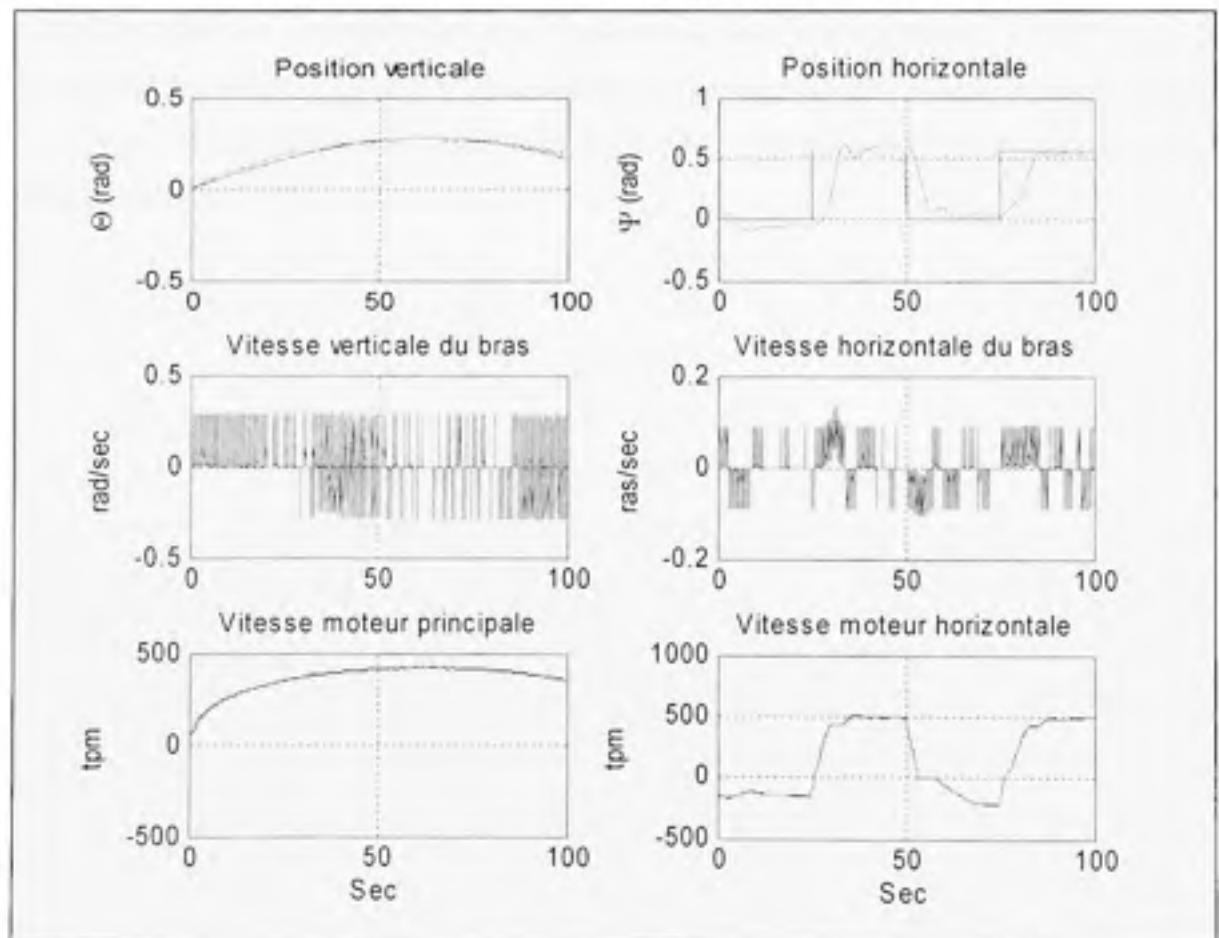 Position verticale
Position horizontale
0.5
0
-0.5
Θ (rad)
0
50
100
1
0.5
0
-0.5
Ψ (rad)
0
50
100
Vitesse verticale du bras
Vitesse horizontale du bras
0.5
0
-0.5
rad/sec
0
50
100
0.2
0
-0.2
ras/sec
0
50
100
Vitesse moteur principale
Vitesse moteur horizontale
500
0
-500
tpm
0
50
100
Sec
1000
500
0
-500
tpm
0
50
100
Sec